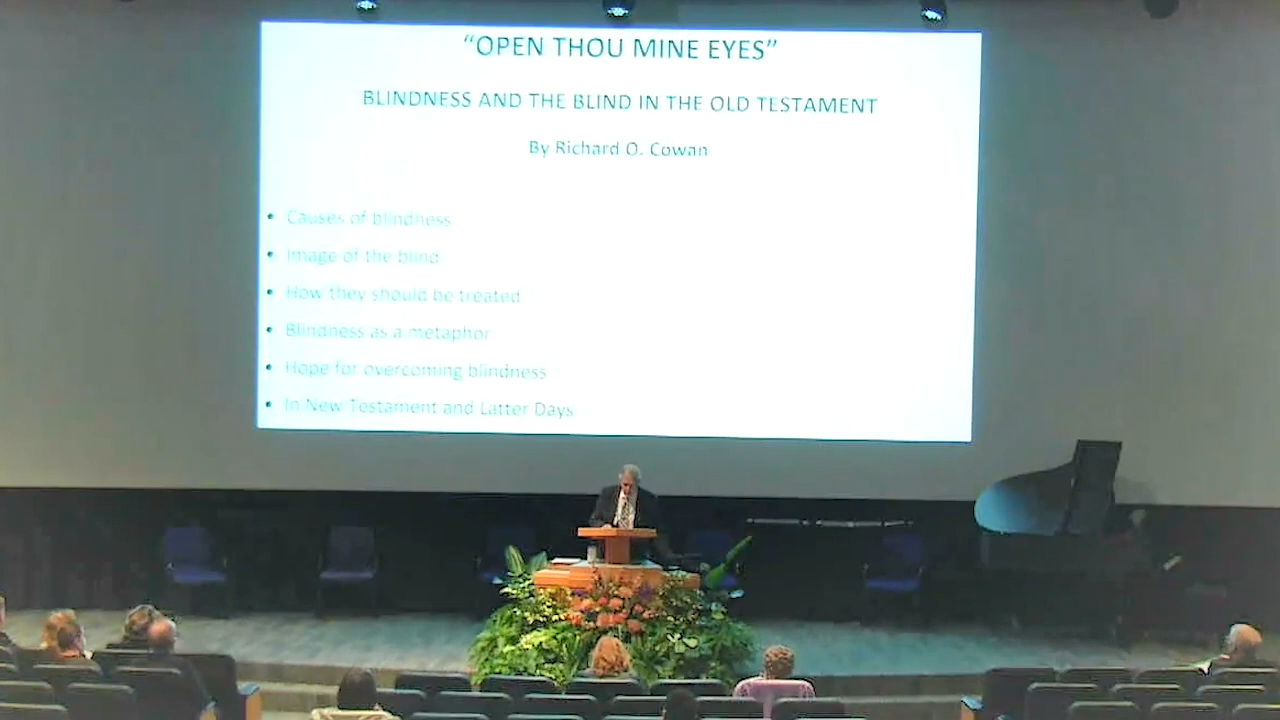 “OPEN THOU MINE EYES”
BLINDNESS AND THE BLIND IN THE OLD TESTAMENT
By Richard O. Cowan
• Causes of blindness
• Image of the blind
• How they should be treated
• Blindness as a metaphor
• Hope for overcoming blindness
• In New Testament and Latter Days